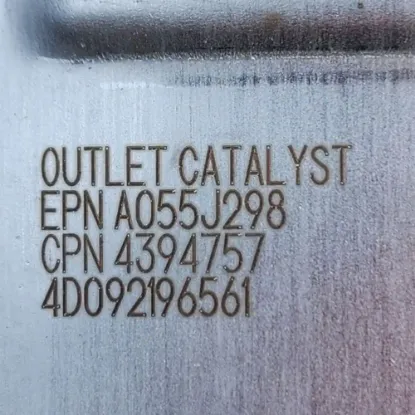 OUTLET CATALYST
EPN A055J298
CPN 4394757
4D092196561